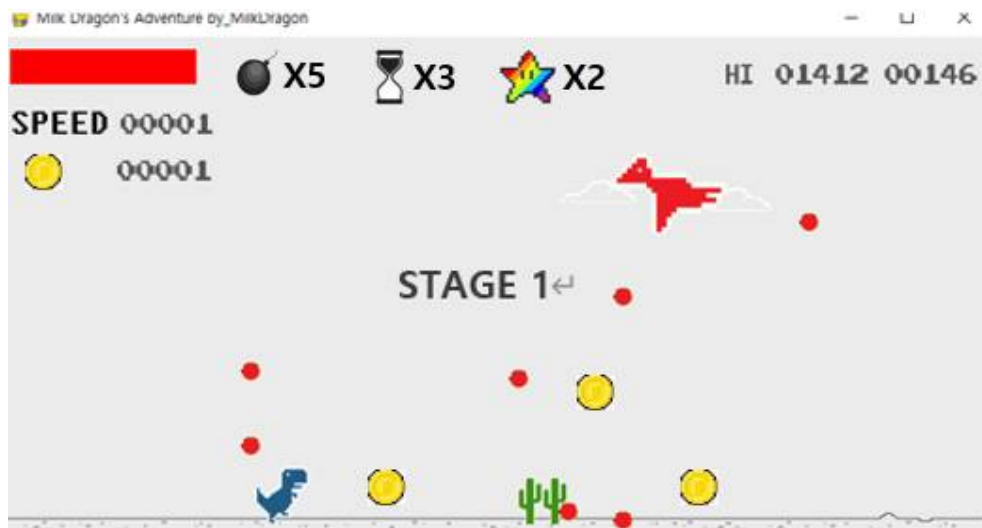 Milk Dragon's Adventure by_MilkDragon
X5 X3 X2 HI 01412 00146
SPEED 00001
00001
STAGE 1↵